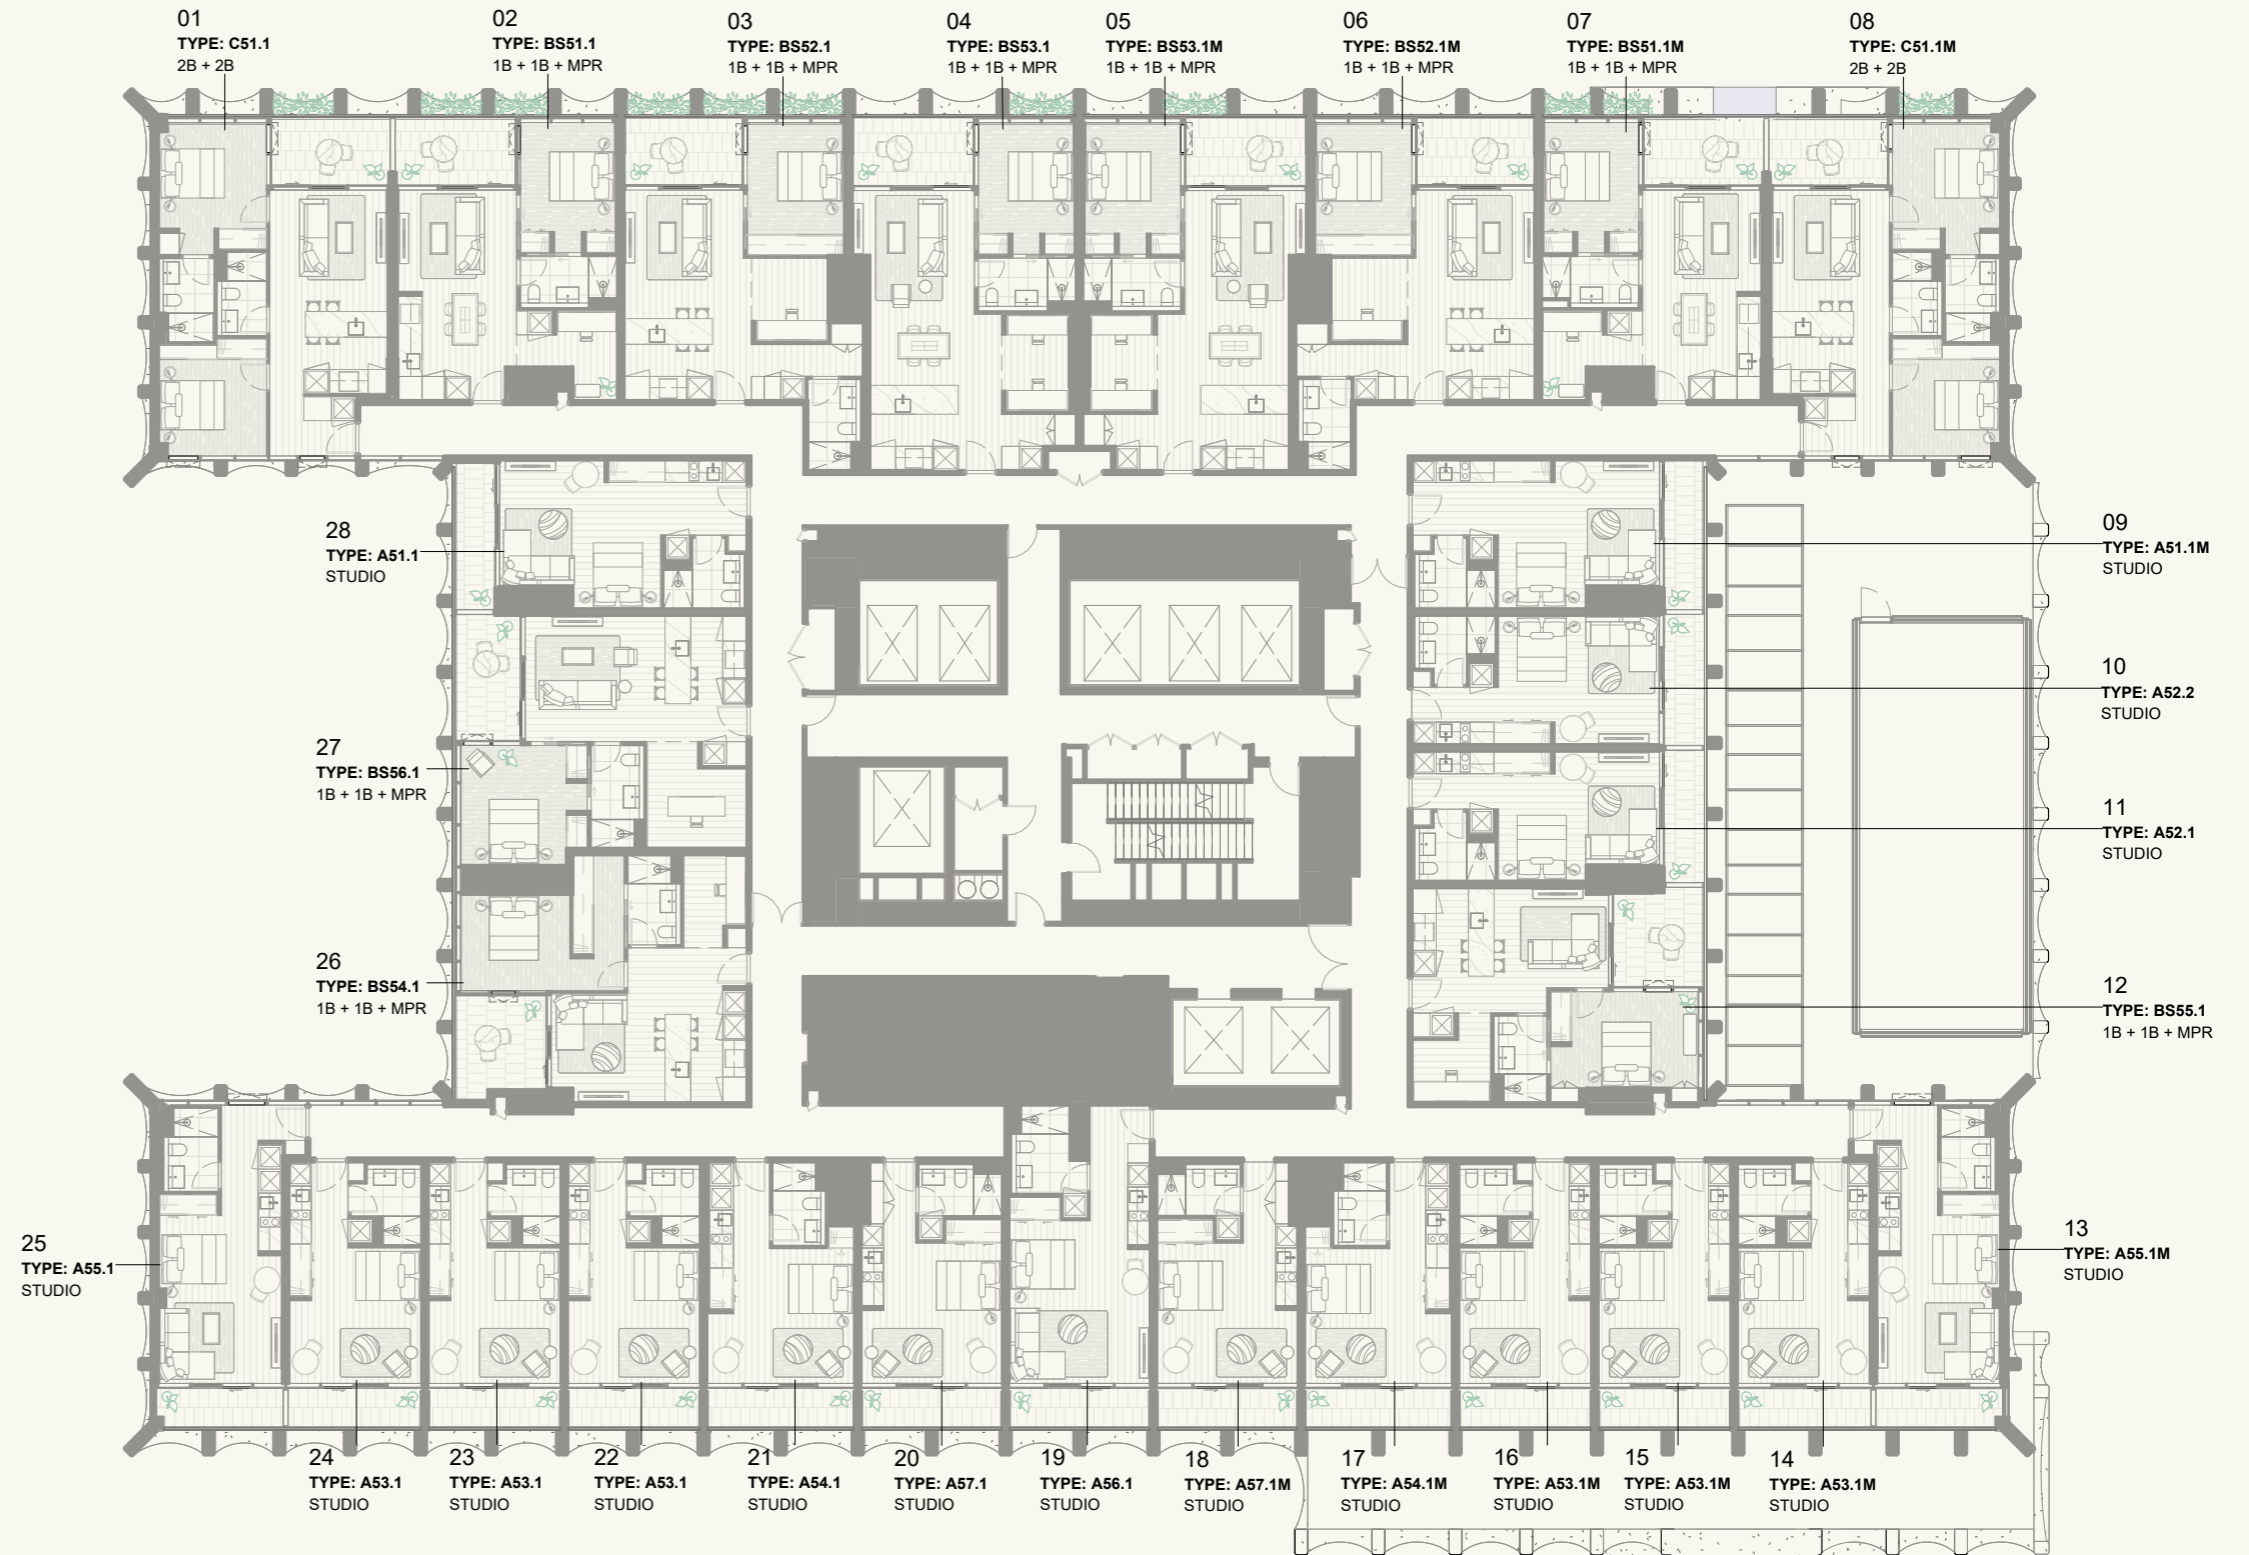 01
TYPE: C51.1
2B + 2B
02
TYPE: BS51.1
1B + 1B + MPR
03
TYPE: BS52.1
1B + 1B + MPR
04
TYPE: BS53.1
1B + 1B + MPR
05
TYPE: BS53.1M
1B + 1B + MPR
06
TYPE: BS52.1M
1B + 1B + MPR
07
TYPE: BS51.1M
1B + 1B + MPR
08
TYPE: C51.1M
2B + 2B
28
TYPE: A51.1
STUDIO
09
TYPE: A51.1M
STUDIO
10
TYPE: A52.2
STUDIO
27
TYPE: BS56.1
1B + 1B + MPR
11
TYPE: A52.1
STUDIO
26
TYPE: BS54.1
1B + 1B + MPR
12
TYPE: BS55.1
1B + 1B + MPR
25
TYPE: A55.1
STUDIO
13
TYPE: A55.1M
STUDIO
24
TYPE: A53.1
STUDIO
23
TYPE: A53.1
STUDIO
22
TYPE: A53.1
STUDIO
21
TYPE: A54.1
STUDIO
20
TYPE: A57.1
STUDIO
19
TYPE: A56.1
STUDIO
18
TYPE: A57.1M
STUDIO
17
TYPE: A54.1M
STUDIO
16
TYPE: A53.1M
STUDIO
15
TYPE: A53.1M
STUDIO
14
TYPE: A53.1M
STUDIO